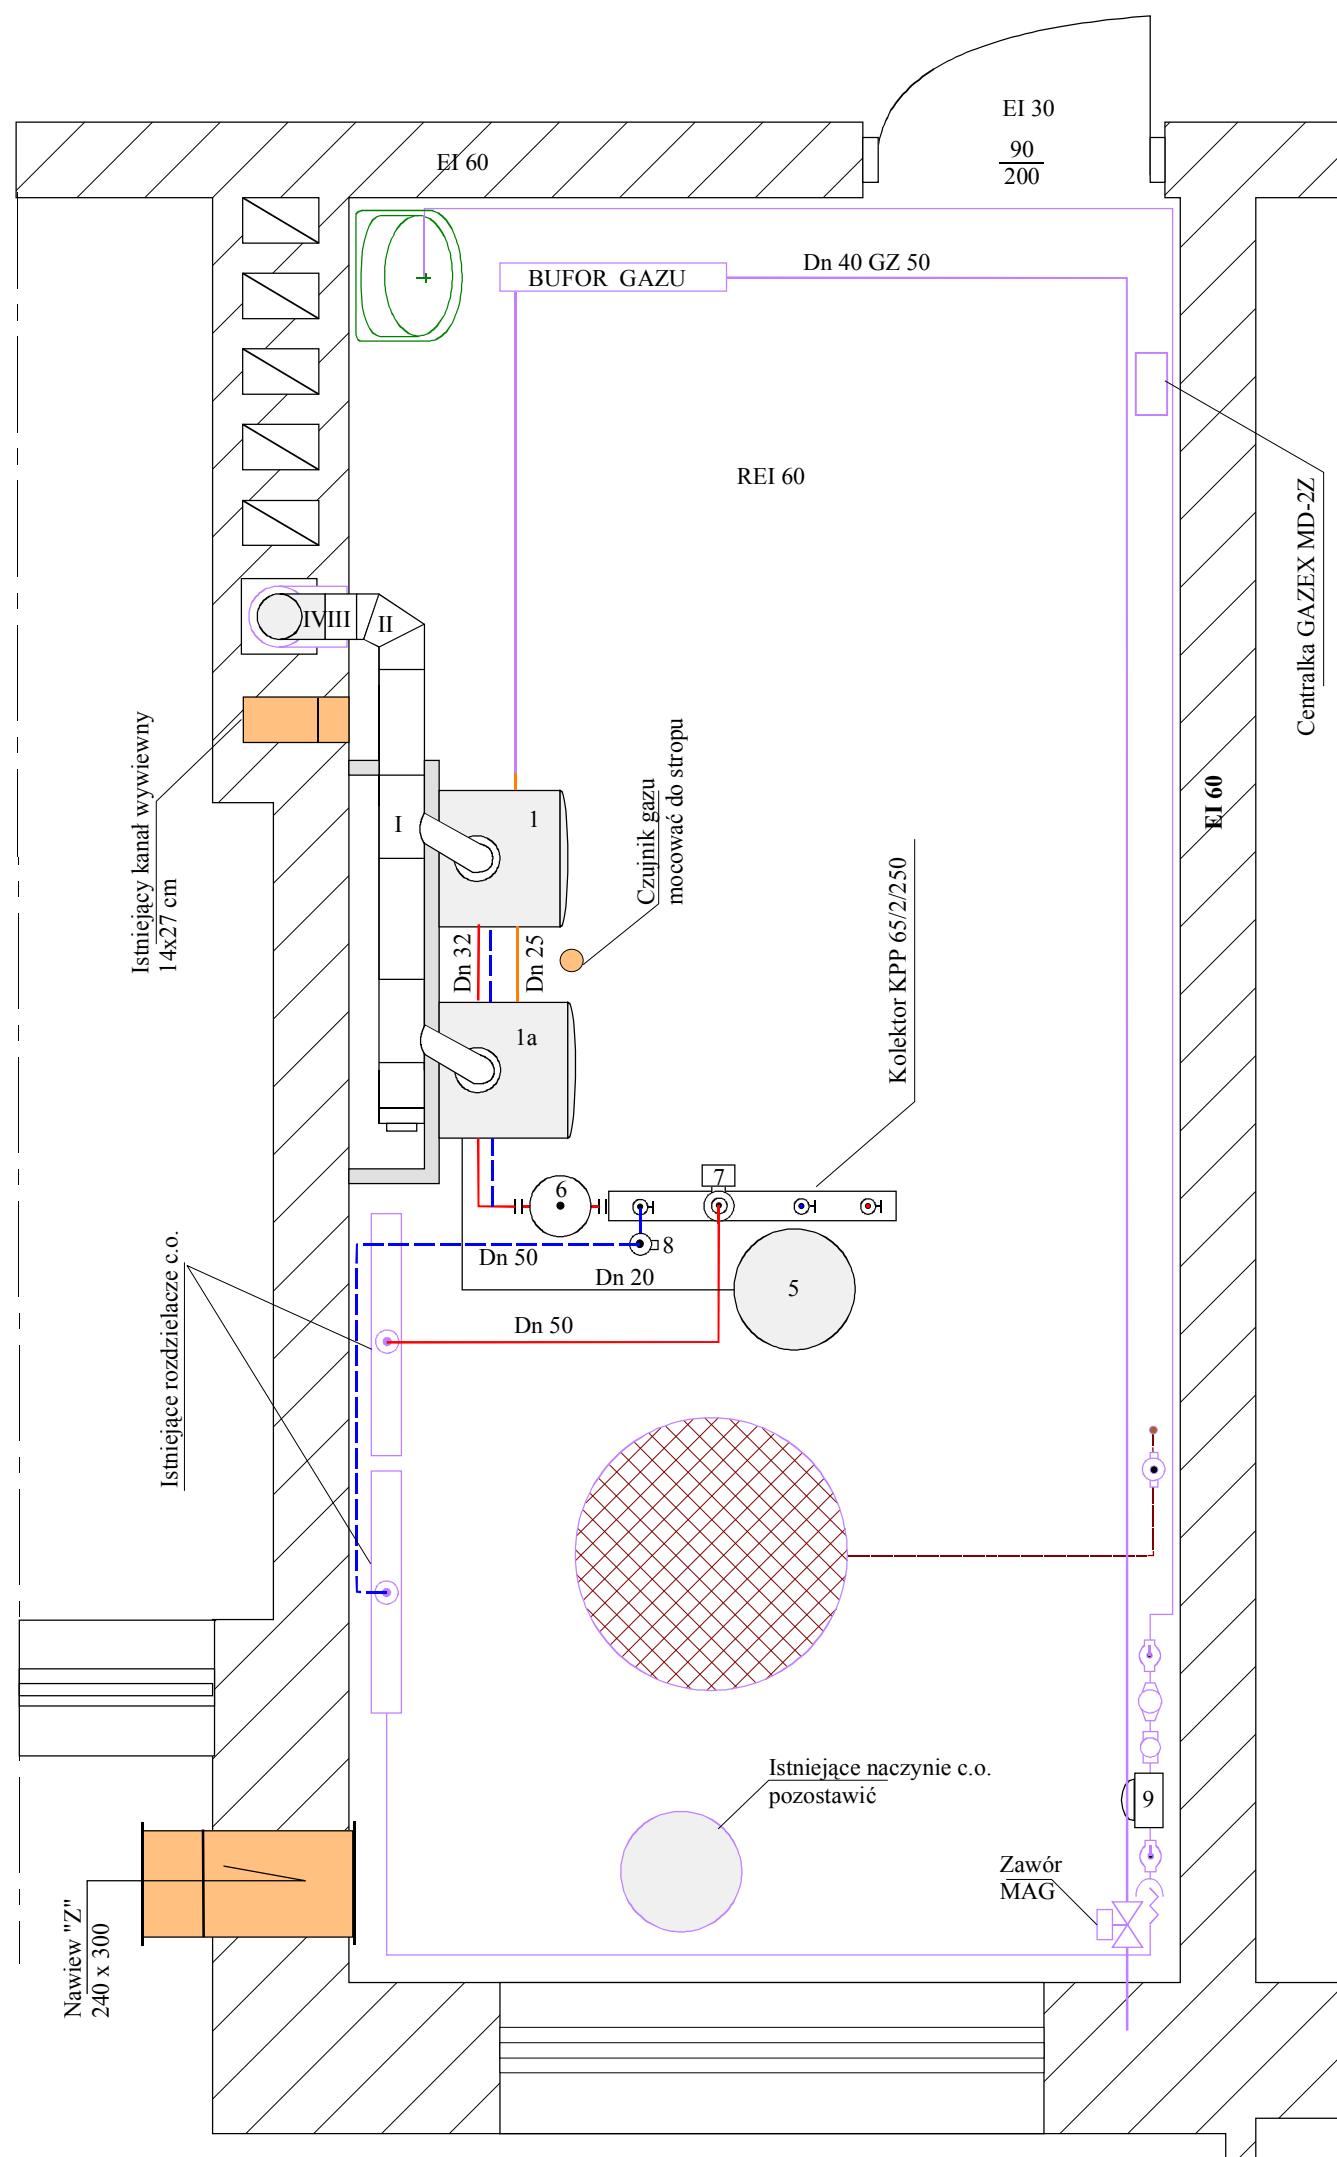 EI 30
90
200
EI 60
Dn 40 GZ 50
BUFOR GAZU
REI 60
Centralka GAZEX MD-2Z
IV
III
II
Istniejący kanał wywiewny
14x27 cm
Czujnik gazu
mocować do stropu
EI 60
I
1
Kolektor KPP 65/2/250
Dn 32
Dn 25
1a
6
7
8
Dn 50
Dn 20
5
Dn 50
Istniejące rozdzielacze c.o.
Istniejące naczynie c.o.
pozostawić
9
Zawór
MAG
Nawiew "Z"
240 x 300